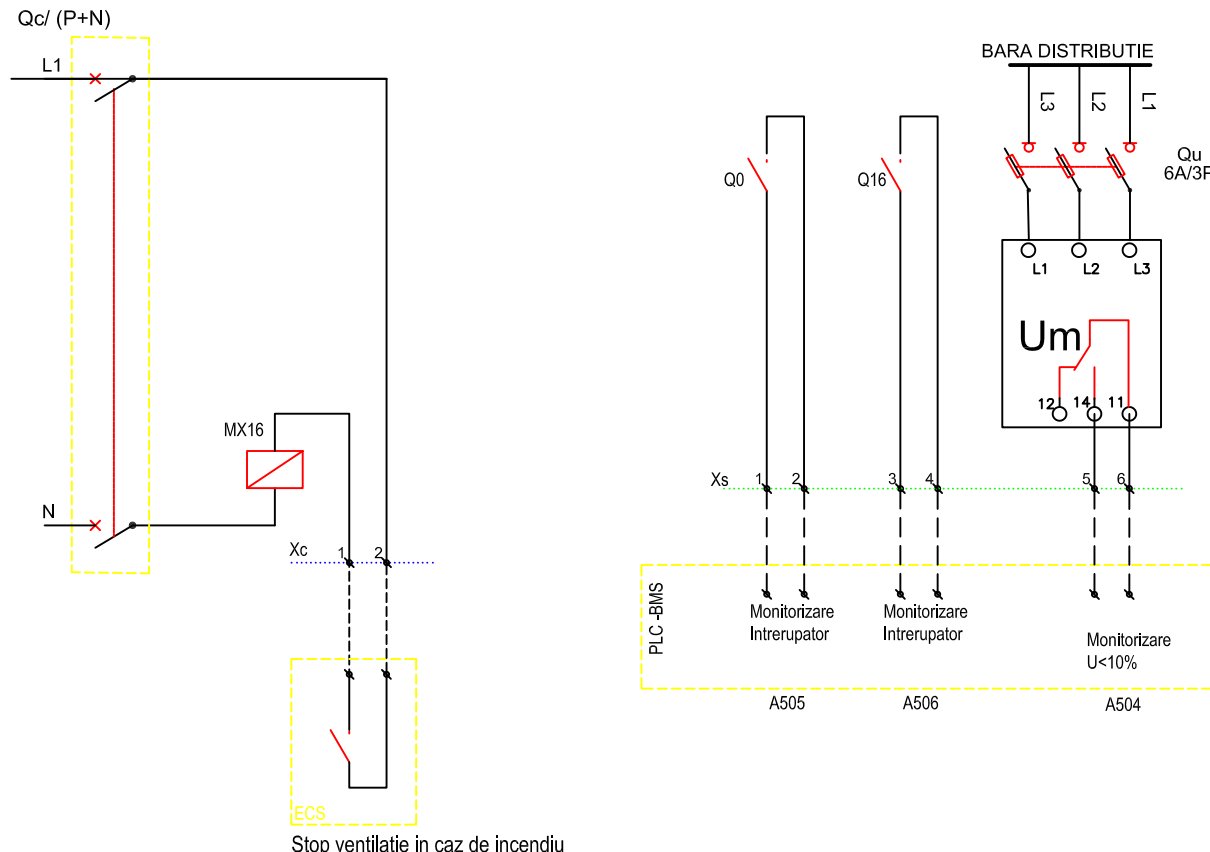 Qc/ (P+N)
L1
N
MX16
Xc
1
2
ECS
Stop ventilatie in caz de incendiu
BARA DISTRIBUTIE
L3
L2
L1
Qu
6A/3P
Q0
Q16
L1
L2
L3
Um
12
14
11
Xs
1
2
3
4
5
6
PLC -BMS
Monitorizare
Intrerupator
Monitorizare
Intrerupator
Monitorizare
U<10%
A505
A506
A504